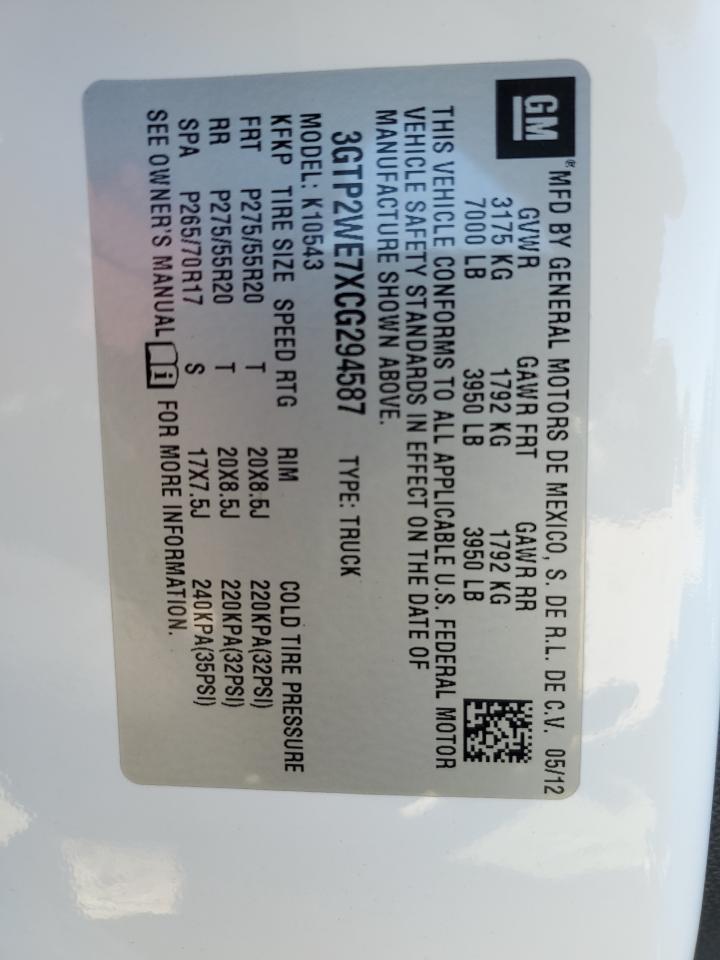 GM
® MFD BY GENERAL MOTORS DE MEXICO, S. DE R.L. DE C.V. 05/12
GVWR GAWR FRT GAWR RR
3175 KG 1792 KG 1792 KG
7000 LB 3950 LB 3950 LB
THIS VEHICLE CONFORMS TO ALL APPLICABLE U.S. FEDERAL MOTOR
VEHICLE SAFETY STANDARDS IN EFFECT ON THE DATE OF
MANUFACTURE SHOWN ABOVE.
3GTP2WE7XCG294587 TYPE: TRUCK
MODEL: K10543
KFKP TIRE SIZE SPEED RTG RIM COLD TIRE PRESSURE
FRT P275/55R20 T 20X8.5J 220KPA(32PSI)
RR P275/55R20 T 20X8.5J 220KPA(32PSI)
SPA P265/70R17 S 17X7.5J 240KPA(35PSI)
SEE OWNER'S MANUAL i FOR MORE INFORMATION.